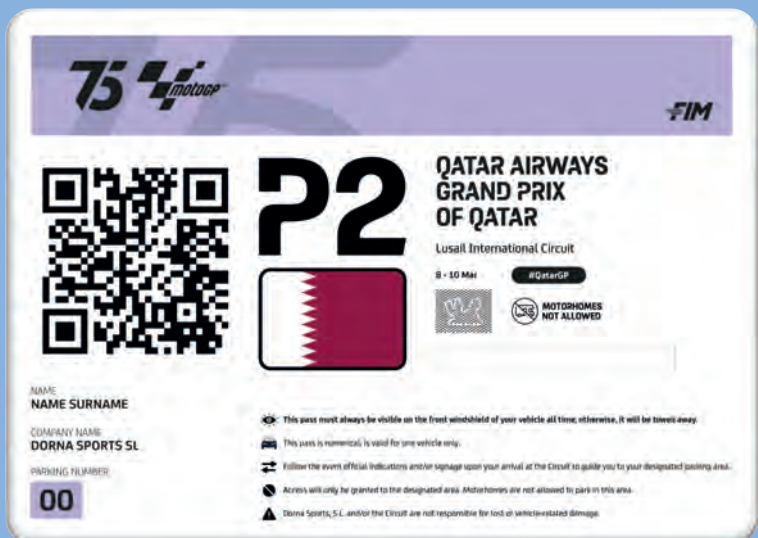 75 motoGP™
FIM
P2
QATAR AIRWAYS
GRAND PRIX
OF QATAR
Lusail International Circuit
8 - 10 Mar
#QatarGP
MOTORHOMES
NOT ALLOWED
NAME
NAME SURNAME
COMPANY NAME
DORNA SPORTS SL
PARKING NUMBER
00
This pass must always be visible on the front windshield of your vehicle all time, otherwise, it will be towed away.
This pass is numerical, is valid for one vehicle only.
Follow the event official indications and/or signage upon your arrival at the Circuit to guide you to your designated parking area.
Access will only be granted to the designated area. Motorhomes are not allowed to park in this area.
Dorna Sports, S.L. and/or the Circuit are not responsible for lost or vehicle-related damage.